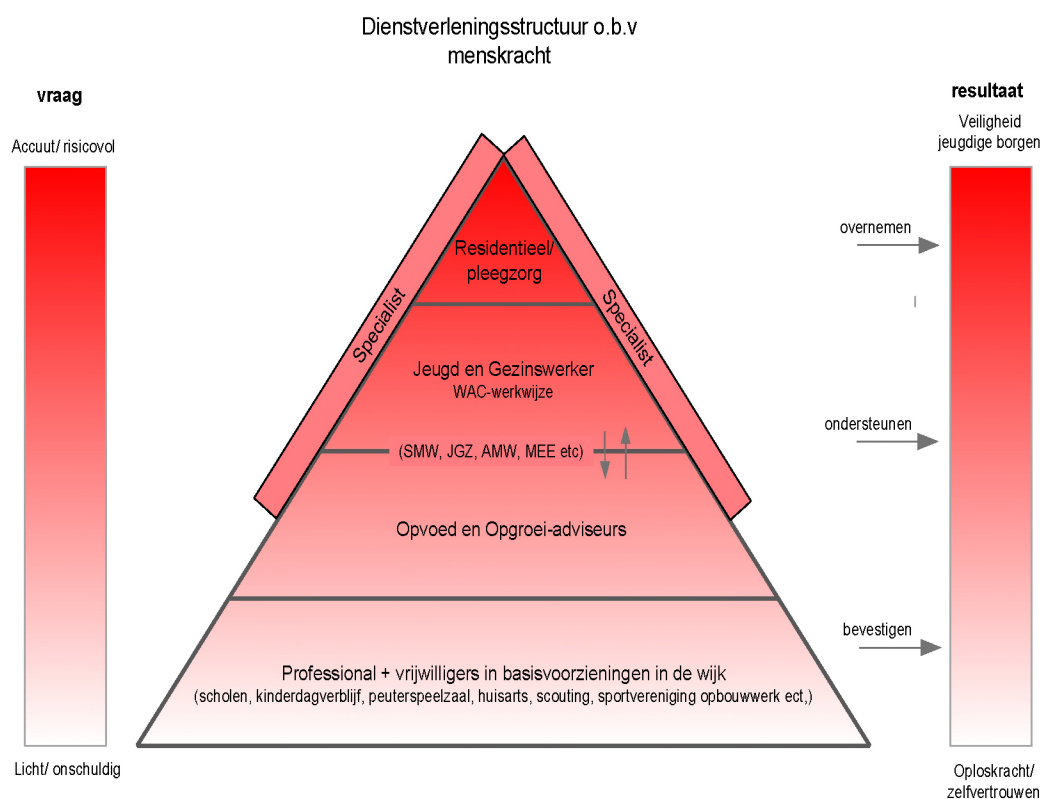 Dienstverleningsstructuur o.b.v
menskracht
vraag
Accuut/ risicovol
Licht/ onschuldig
Specialist
Specialist
Residentieel/
pleegzorg
Jeugd en Gezinswerker
WAC-werkwijze
(SMW, JGZ, AMW, MEE etc)
Opvoed en Opgroei-adviseurs
Professional + vrijwilligers in basisvoorzieningen in de wijk
(scholen, kinderdagverblijf, peuterspeelzaal, huisarts, scouting, sportvereniging opbouwwerk ect,)
overnemen
ondersteunen
bevestigen
resultaat
Veiligheid
jeugdige borgen
Oploskracht/
zelfvertrouwen